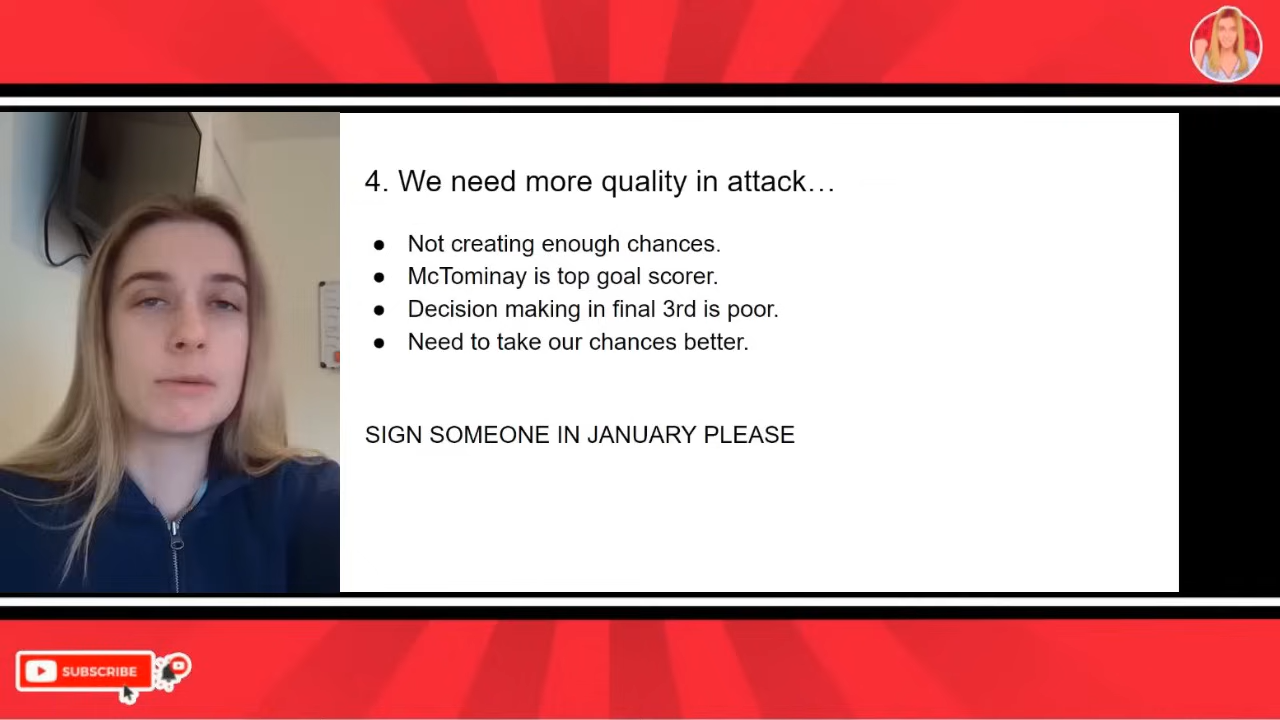 4. We need more quality in attack…
● Not creating enough chances.
● McTominay is top goal scorer.
● Decision making in final 3rd is poor.
● Need to take our chances better.
SIGN SOMEONE IN JANUARY PLEASE
SUBSCRIBE